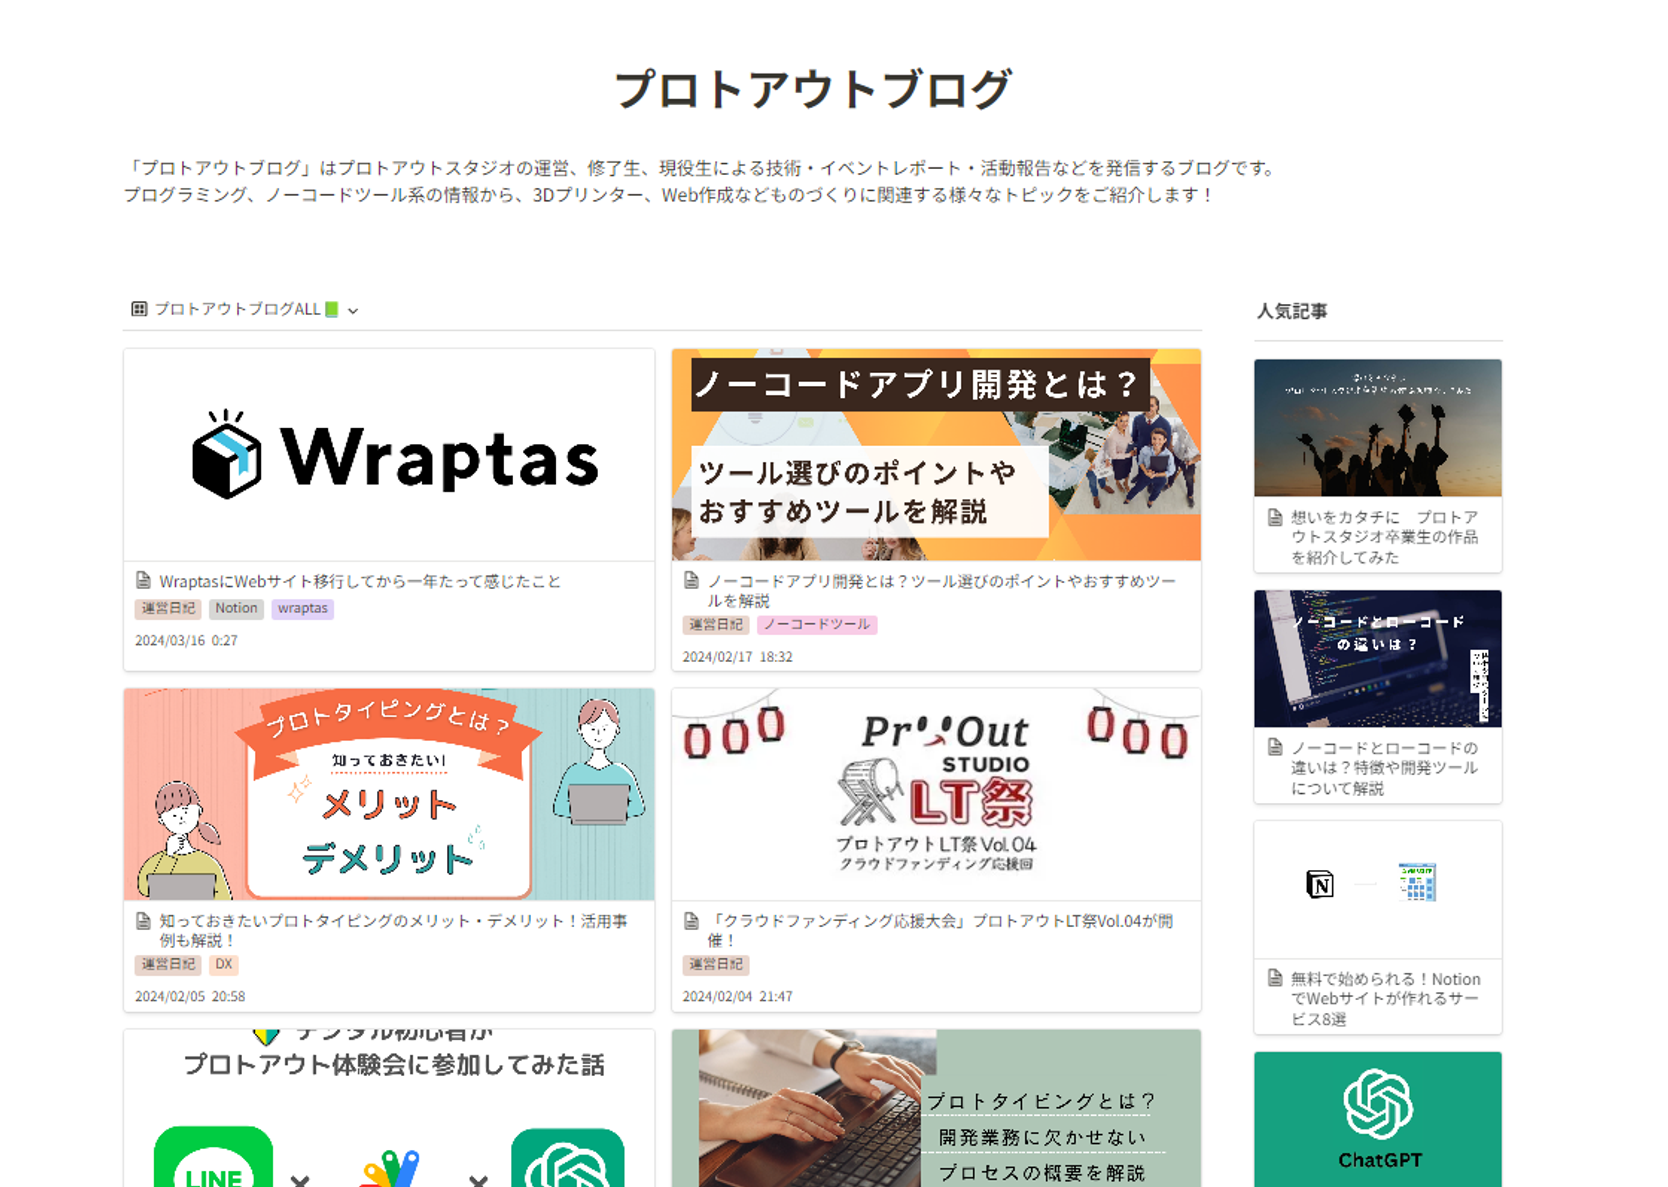 プロトアウトブログ
「プロトアウトブログ」はプロトアウトスタジオの運営、修了生、現役生による技術・イベントレポート・活動報告などを発信するブログです。
プログラミング、ノーコードツール系の情報から、3Dプリンター、Web作成などものづくりに関連する様々なトピックをご紹介します！
プロトアウトブログALL
Wraptas
WraptasにWebサイト移行してから一年たって感じたこと
運営日記 Notion wraptas
2024/03/16 0:27
ノーコードアプリ開発とは？
ツール選びのポイントや
おすすめツールを解説
ノーコードアプリ開発とは？ツール選びのポイントやおすすめツー
ルを解説
運営日記 ノーコードツール
2024/02/17 18:32
プロトタイピングとは？
知っておきたい!
メリット
デメリット
知っておきたいプロトタイピングのメリット・デメリット！活用事
例も解説！
運営日記 DX
2024/02/05 20:58
Pr Out
STUDIO
LT祭
プロトアウトLT祭 Vol.04
クラウドファンディング応援回
「クラウドファンディング応援大会」プロトアウトLT祭Vol.04が開
催！
運営日記
2024/02/04 21:47
デジタル初心者が
プロトアウト体験会に参加してみた話
LINE × ×
プロトタイピングとは？
開発業務に欠かせない
プロセスの概要を解説
人気記事
想いをカタチに　プロトア
ウトスタジオ卒業生の作品
を紹介してみた
ノーコードとローコード
の違いは？
ノーコードとローコードの
違いは？特徴や開発ツール
について解説
N
無料で始められる！Notion
でWebサイトが作れるサー
ビス8選
ChatGPT